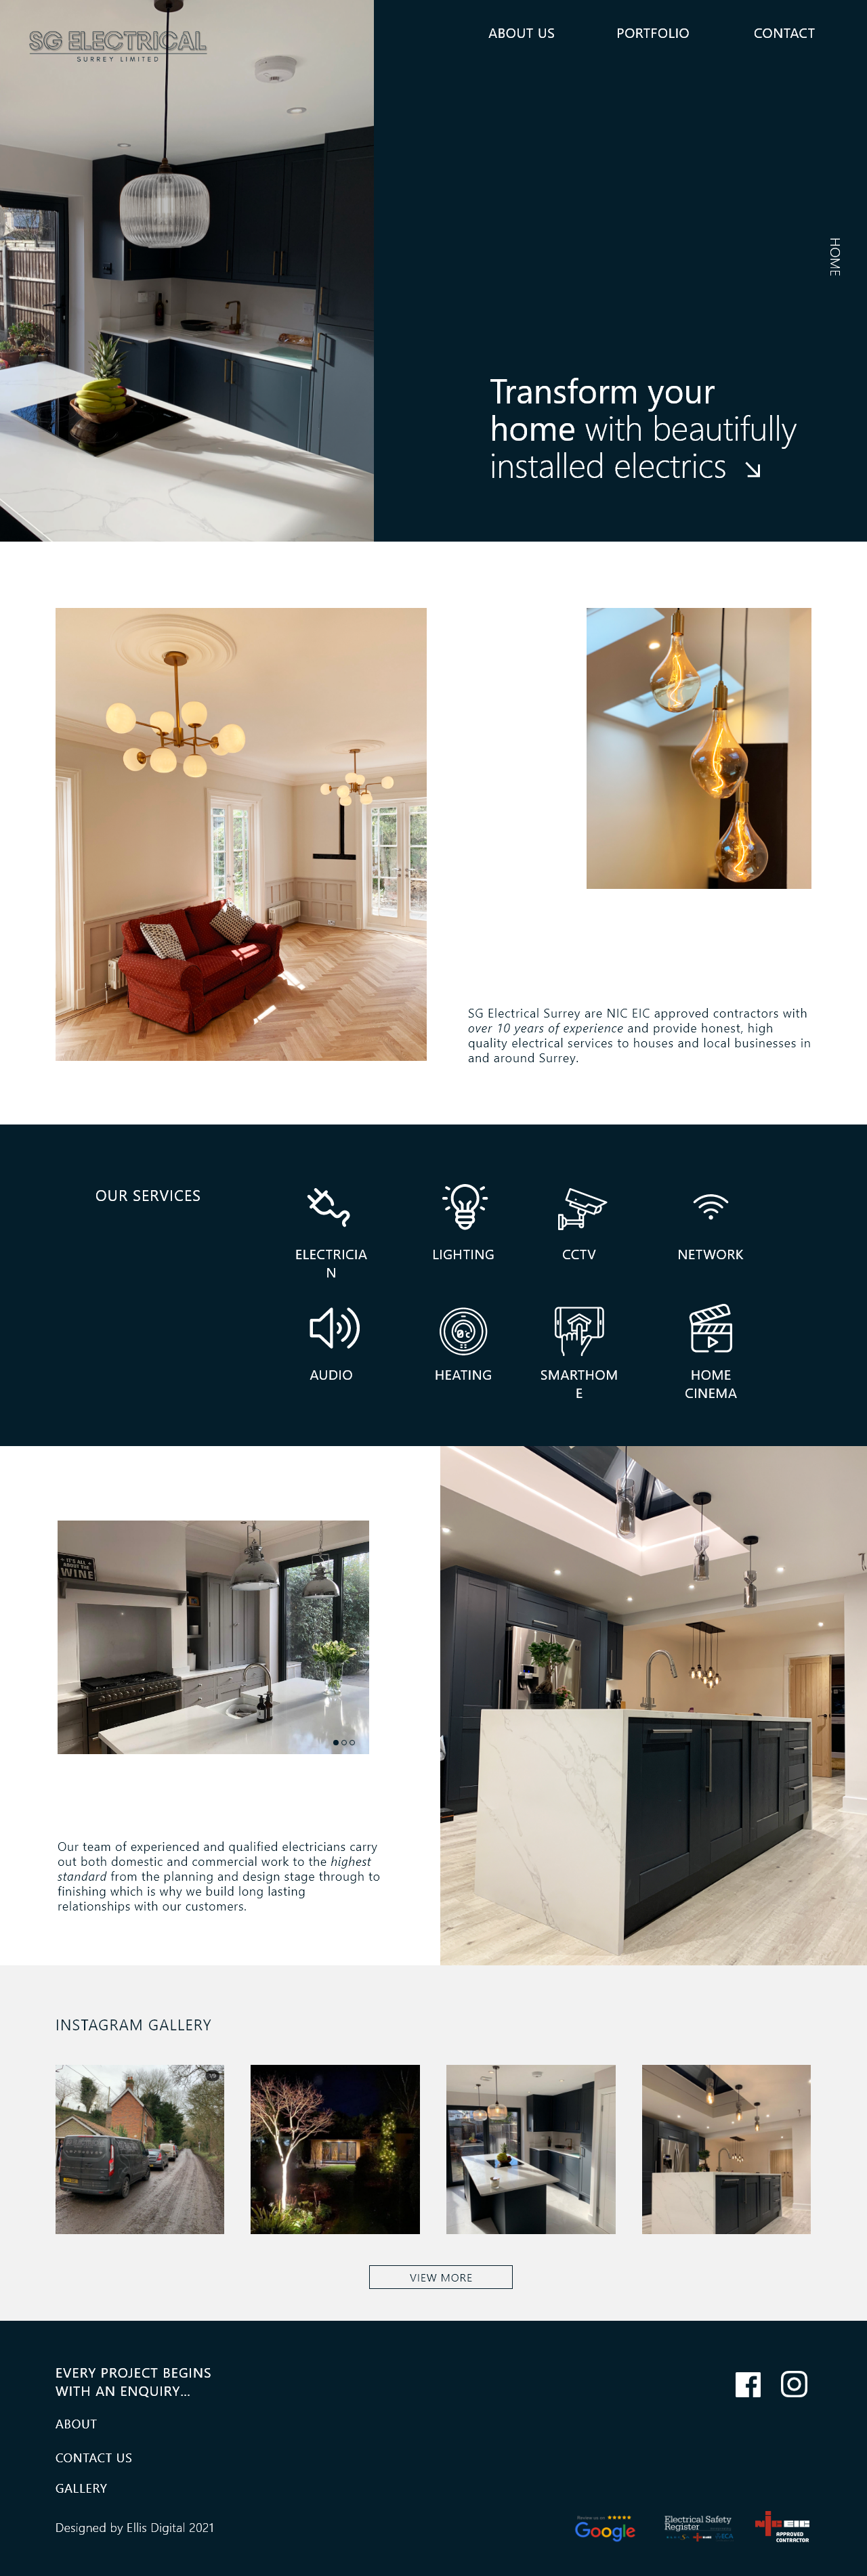 SG ELECTRICAL
SURREY LIMITED
ABOUT US
PORTFOLIO
CONTACT
HOME
Transform your
home with beautifully
installed electrics
SG Electrical Surrey are NIC EIC approved contractors with
over 10 years of experience and provide honest, high
quality electrical services to houses and local businesses in
and around Surrey.
OUR SERVICES
ELECTRICIA
N
LIGHTING
CCTV
NETWORK
AUDIO
HEATING
SMARTHOM
E
HOME
CINEMA
IT'S ALL
ABOUT THE
WINE
Our team of experienced and qualified electricians carry
out both domestic and commercial work to the highest
standard from the planning and design stage through to
finishing which is why we build long lasting
relationships with our customers.
INSTAGRAM GALLERY
VIEW MORE
EVERY PROJECT BEGINS
WITH AN ENQUIRY...
ABOUT
CONTACT US
GALLERY
Designed by Ellis Digital 2021
Review us on
Google
Electrical Safety
Register
NICEIC
APPROVED
CONTRACTOR